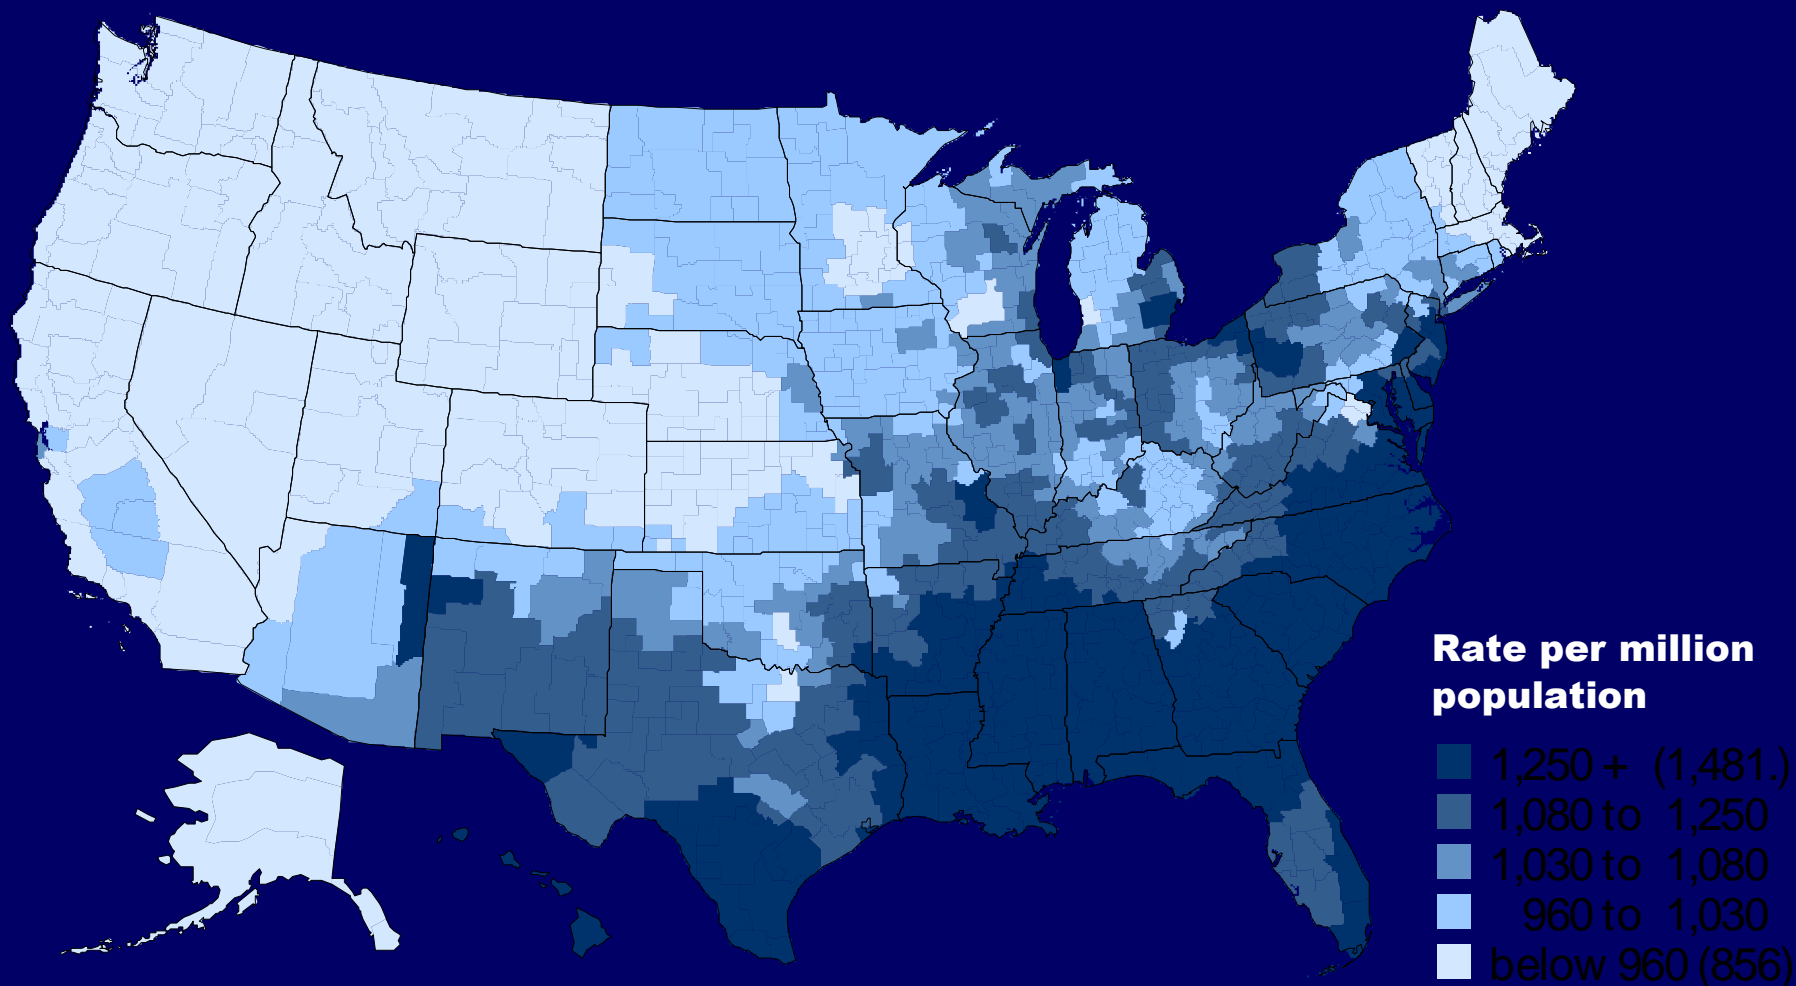 Rate per million
population
1,250 + (1,481.)
1,080 to 1,250
1,030 to 1,080
960 to 1,030
below 960 (856)